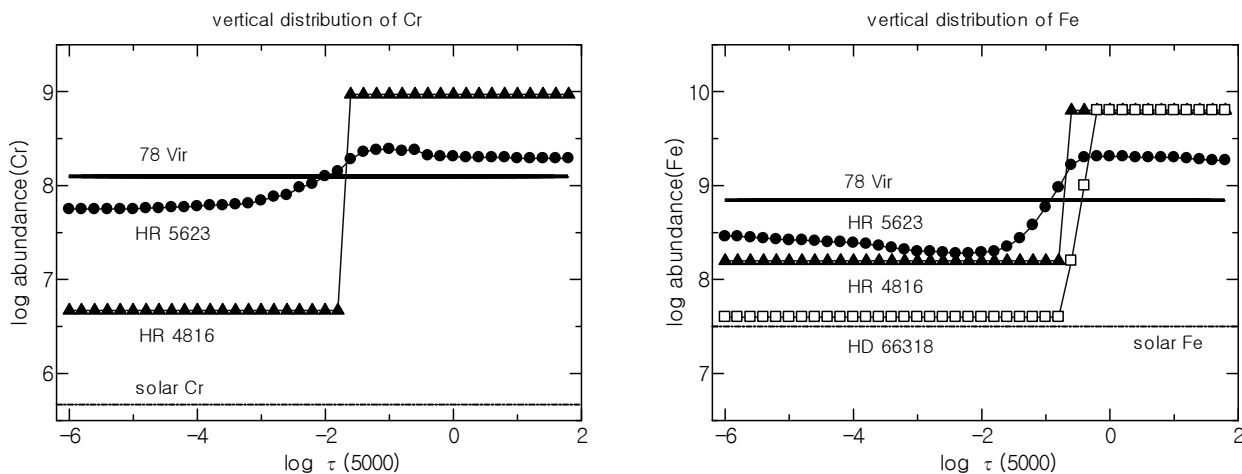 vertical distribution of Cr
log abundance(Cr)
9
8
7
6
78 Vir
HR 5623
HR 4816
solar Cr
−6
−4
−2
0
2
log τ (5000)
vertical distribution of Fe
log abundance(Fe)
10
9
8
7
78 Vir
HR 5623
HR 4816
HD 66318
solar Fe
−6
−4
−2
0
2
log τ (5000)